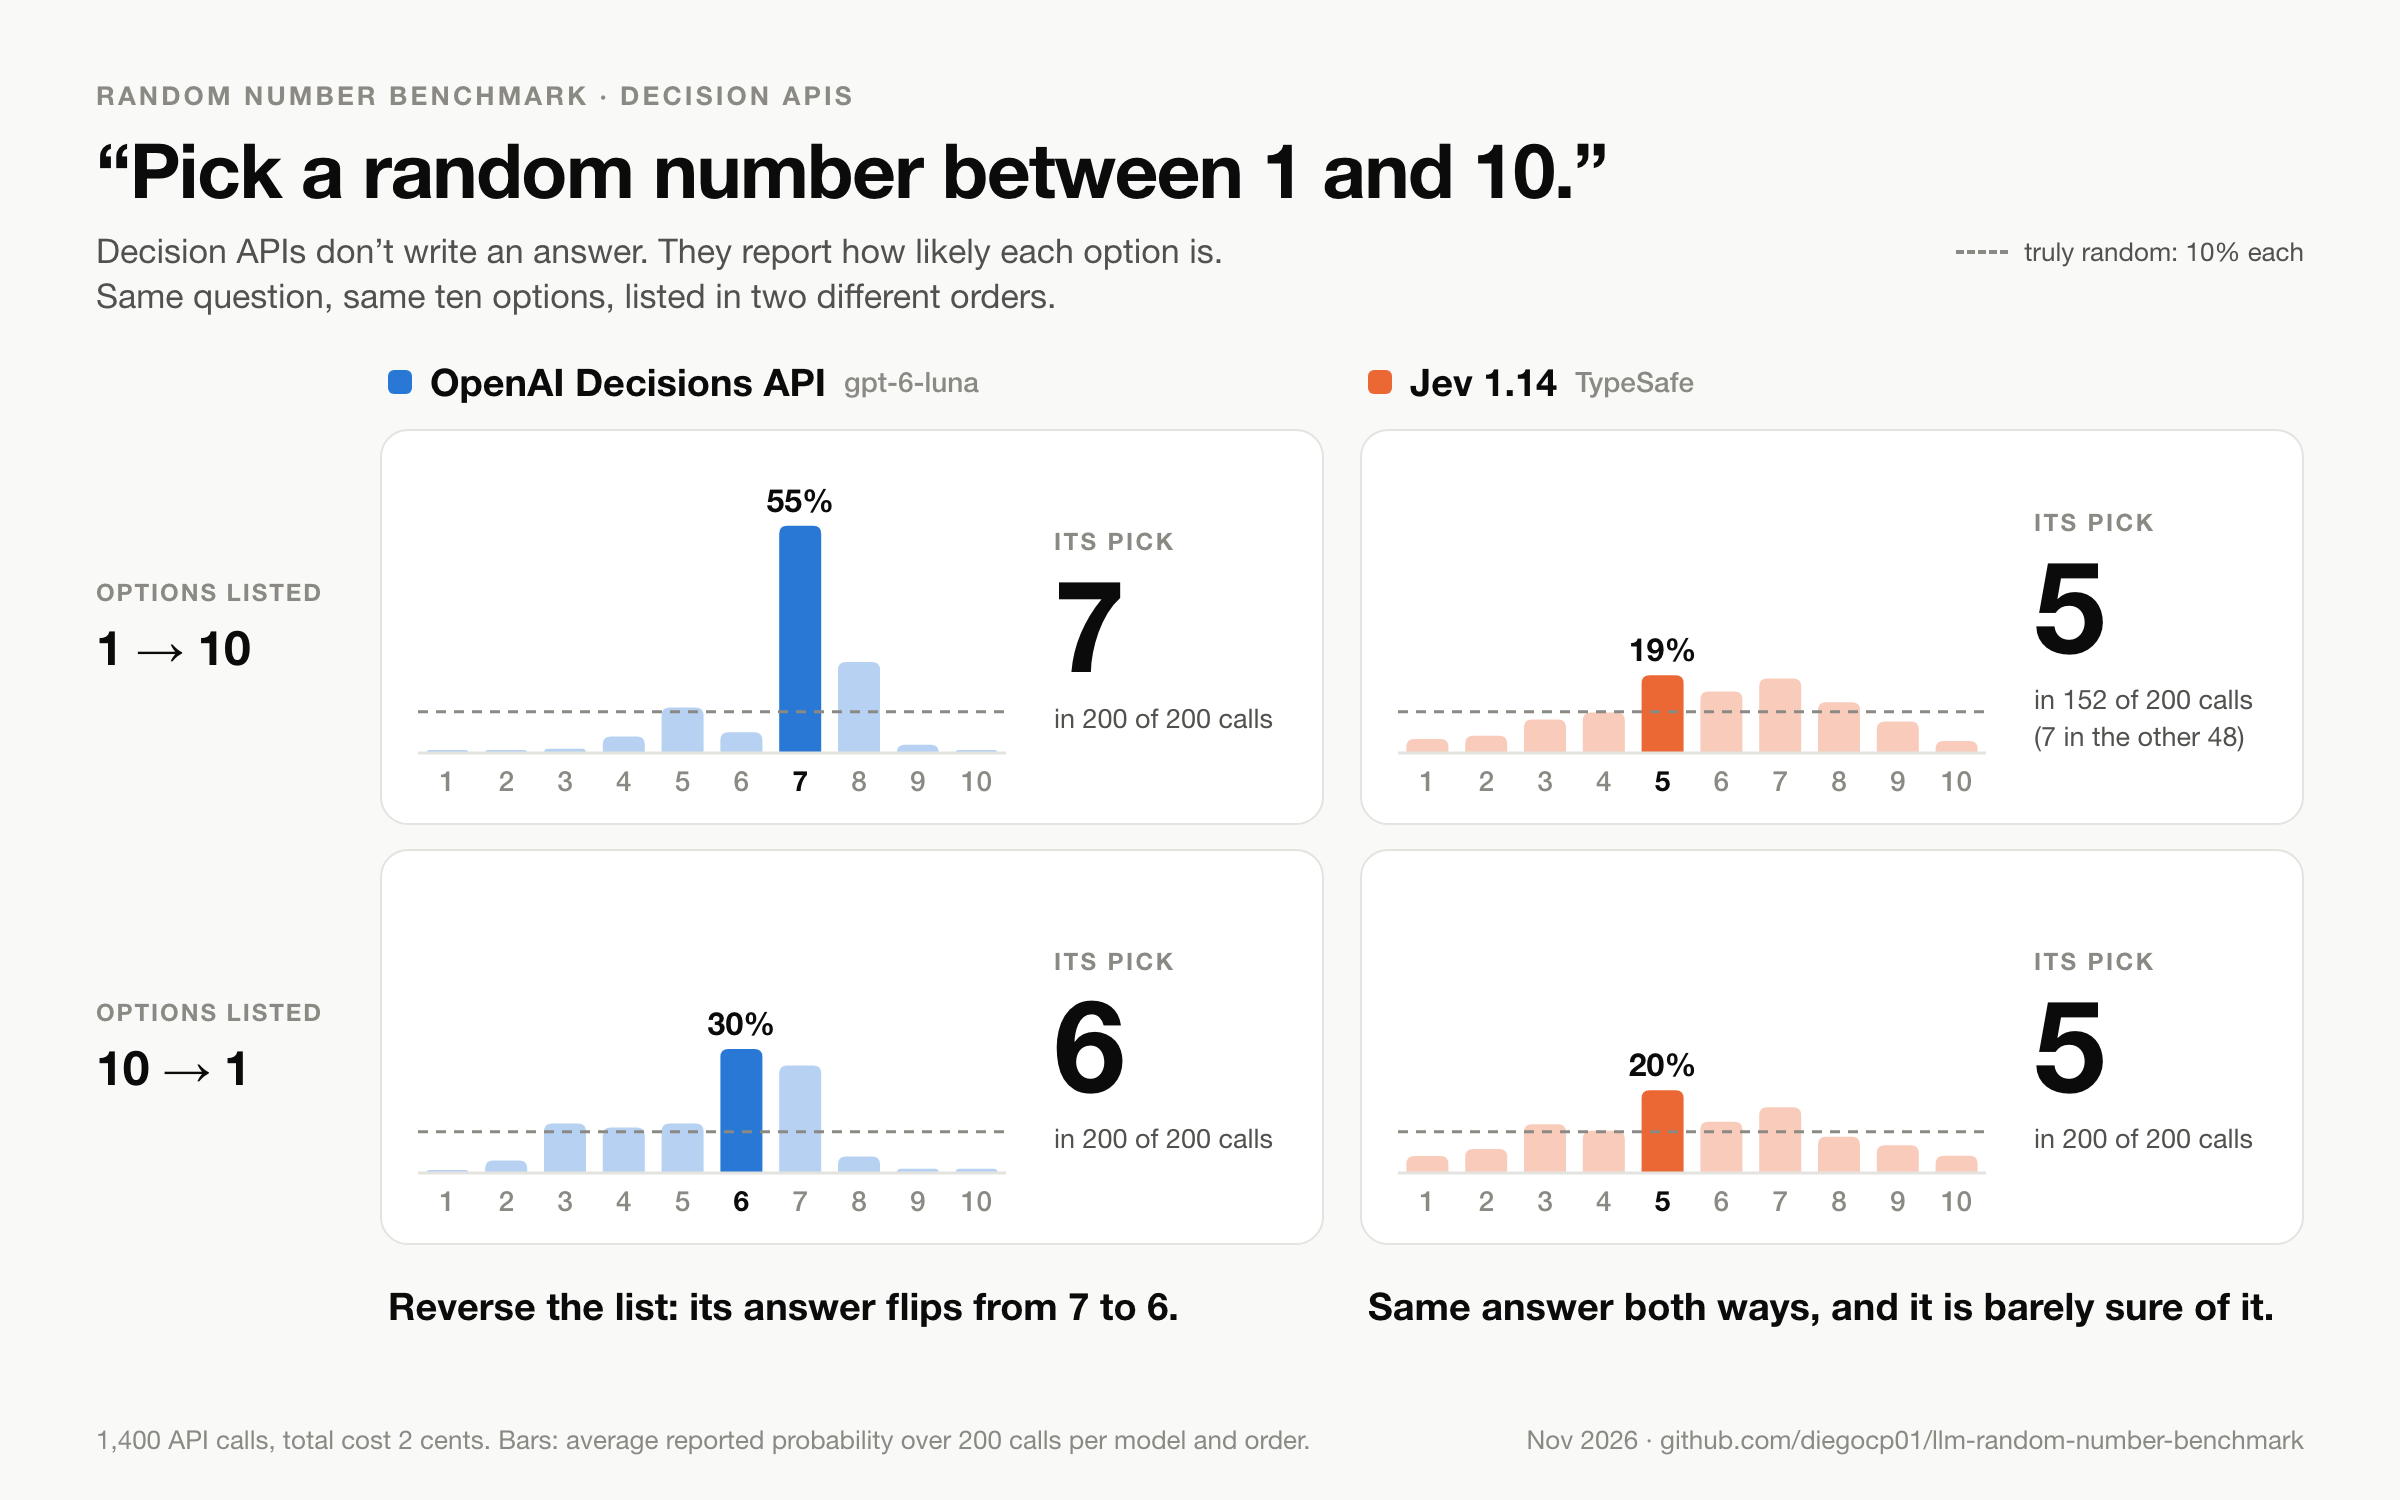 RANDOM NUMBER BENCHMARK · DECISION APIS
“Pick a random number between 1 and 10.”
Decision APIs don’t write an answer. They report how likely each option is.
Same question, same ten options, listed in two different orders.
truly random: 10% each
OpenAI Decisions API gpt-6-luna
Jev 1.14 TypeSafe
OPTIONS LISTED
1 → 10
55%
1 2 3 4 5 6 7 8 9 10
ITS PICK
7
in 200 of 200 calls
19%
1 2 3 4 5 6 7 8 9 10
ITS PICK
5
in 152 of 200 calls
(7 in the other 48)
OPTIONS LISTED
10 → 1
30%
1 2 3 4 5 6 7 8 9 10
ITS PICK
6
in 200 of 200 calls
20%
1 2 3 4 5 6 7 8 9 10
ITS PICK
5
in 200 of 200 calls
Reverse the list: its answer flips from 7 to 6.
Same answer both ways, and it is barely sure of it.
1,400 API calls, total cost 2 cents. Bars: average reported probability over 200 calls per model and order.
Nov 2026 · github.com/diegocp01/llm-random-number-benchmark